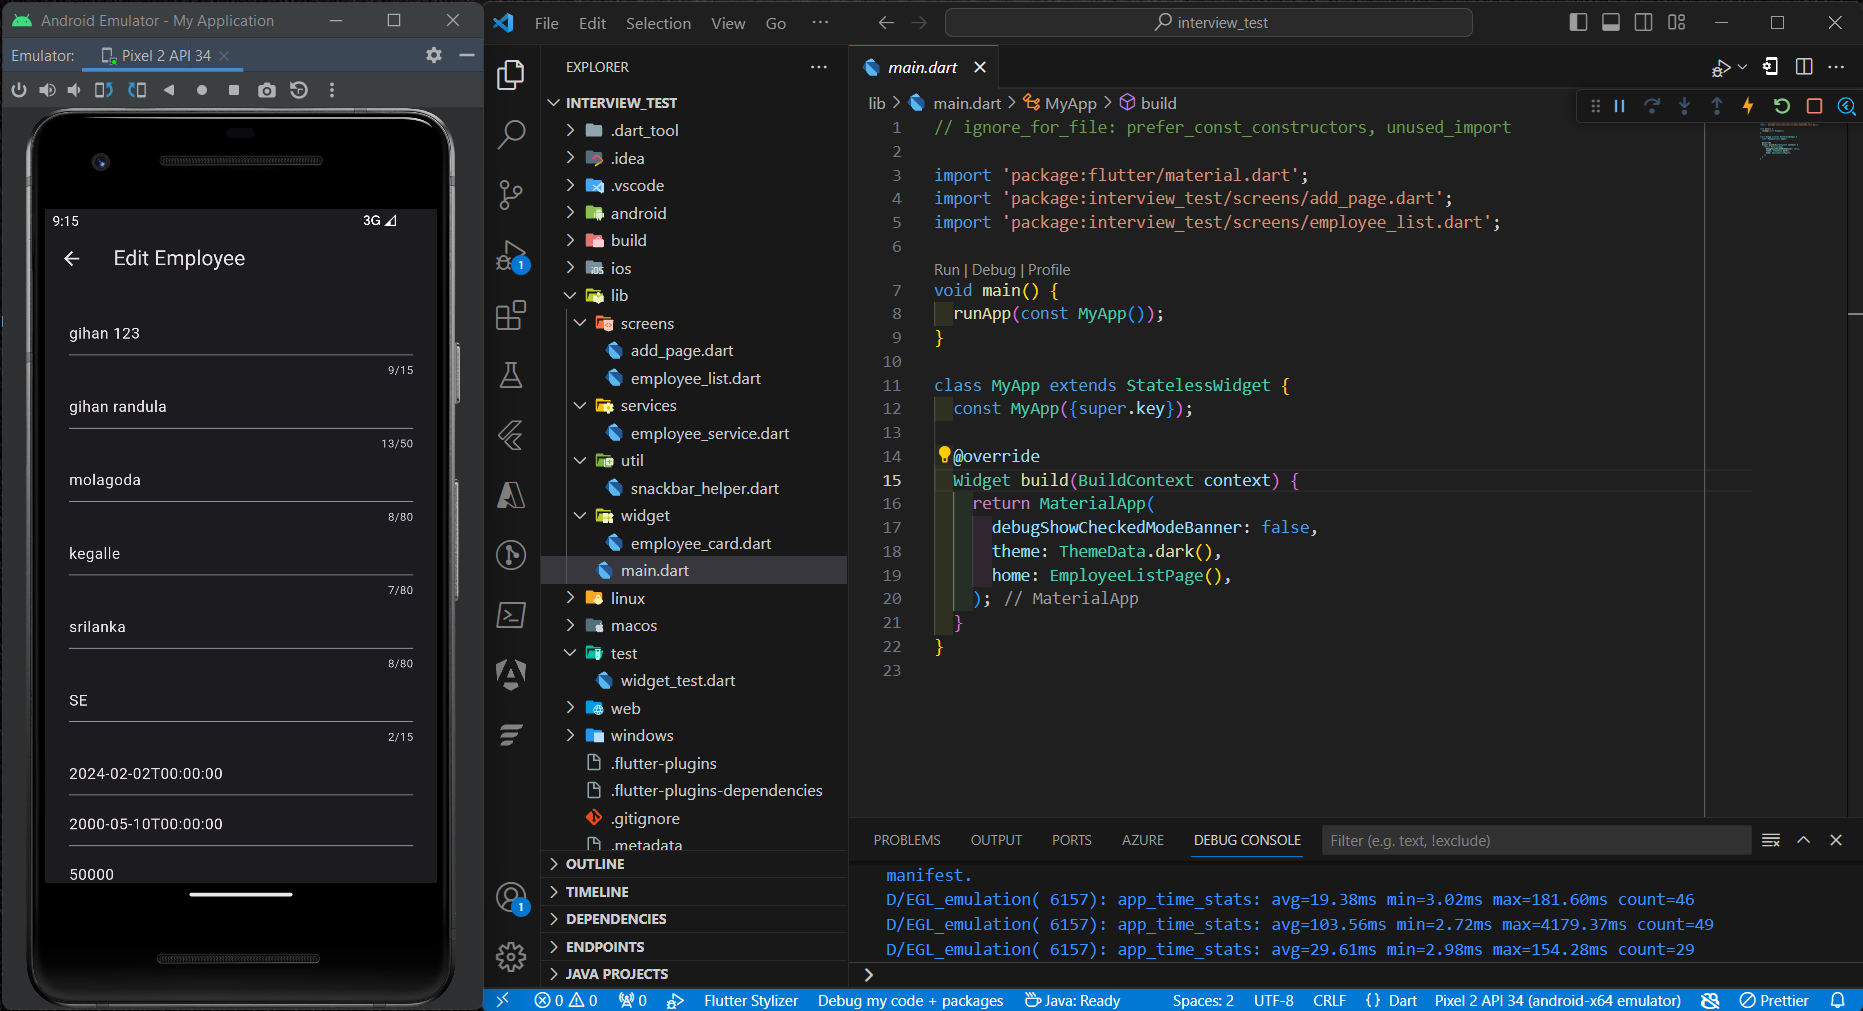 Android Emulator - My Application
Emulator: Pixel 2 API 34
9:15 3G
Edit Employee
gihan 123
9/15
gihan randula
13/50
molagoda
8/80
kegalle
7/80
srilanka
8/80
SE
2/15
2024-02-02T00:00:00
2000-05-10T00:00:00
50000
File Edit Selection View Go ··· interview_test
EXPLORER
INTERVIEW_TEST
.dart_tool
.idea
.vscode
android
build
ios
lib
screens
add_page.dart
employee_list.dart
services
employee_service.dart
util
snackbar_helper.dart
widget
employee_card.dart
main.dart
linux
macos
test
widget_test.dart
web
windows
.flutter-plugins
.flutter-plugins-dependencies
.gitignore
.metadata
OUTLINE
TIMELINE
DEPENDENCIES
ENDPOINTS
JAVA PROJECTS
1
1
main.dart
lib > main.dart > MyApp > build
1 // ignore_for_file: prefer_const_constructors, unused_import
2
3 import 'package:flutter/material.dart';
4 import 'package:interview_test/screens/add_page.dart';
5 import 'package:interview_test/screens/employee_list.dart';
6
Run | Debug | Profile
7 void main() {
8 runApp(const MyApp());
9 }
10
11 class MyApp extends StatelessWidget {
12 const MyApp({super.key});
13
14 @override
15 Widget build(BuildContext context) {
16 return MaterialApp(
17 debugShowCheckedModeBanner: false,
18 theme: ThemeData.dark(),
19 home: EmployeeListPage(),
20 ); // MaterialApp
21 }
22 }
23
PROBLEMS OUTPUT PORTS AZURE DEBUG CONSOLE Filter (e.g. text, !exclude)
manifest.
D/EGL_emulation( 6157): app_time_stats: avg=19.38ms min=3.02ms max=181.60ms count=46
D/EGL_emulation( 6157): app_time_stats: avg=103.56ms min=2.72ms max=4179.37ms count=49
D/EGL_emulation( 6157): app_time_stats: avg=29.61ms min=2.98ms max=154.28ms count=29
>
0 0 0 Flutter Stylizer Debug my code + packages Java: Ready Spaces: 2 UTF-8 CRLF {} Dart Pixel 2 API 34 (android-x64 emulator) Prettier